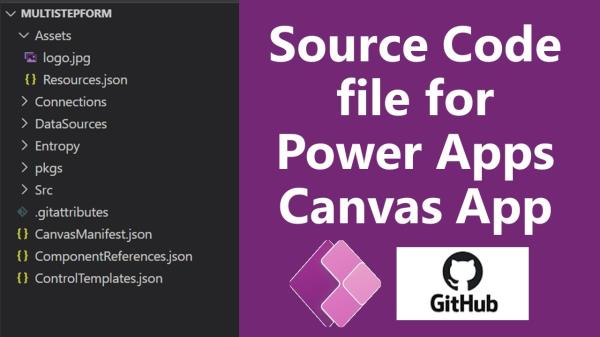 MULTISTEPFORM
Assets
logo.jpg
Resources.json
Connections
DataSources
Entropy
pkgs
Src
.gitattributes
CanvasManifest.json
ComponentReferences.json
ControlTemplates.json
Source Code
file for
Power Apps
Canvas App
GitHub